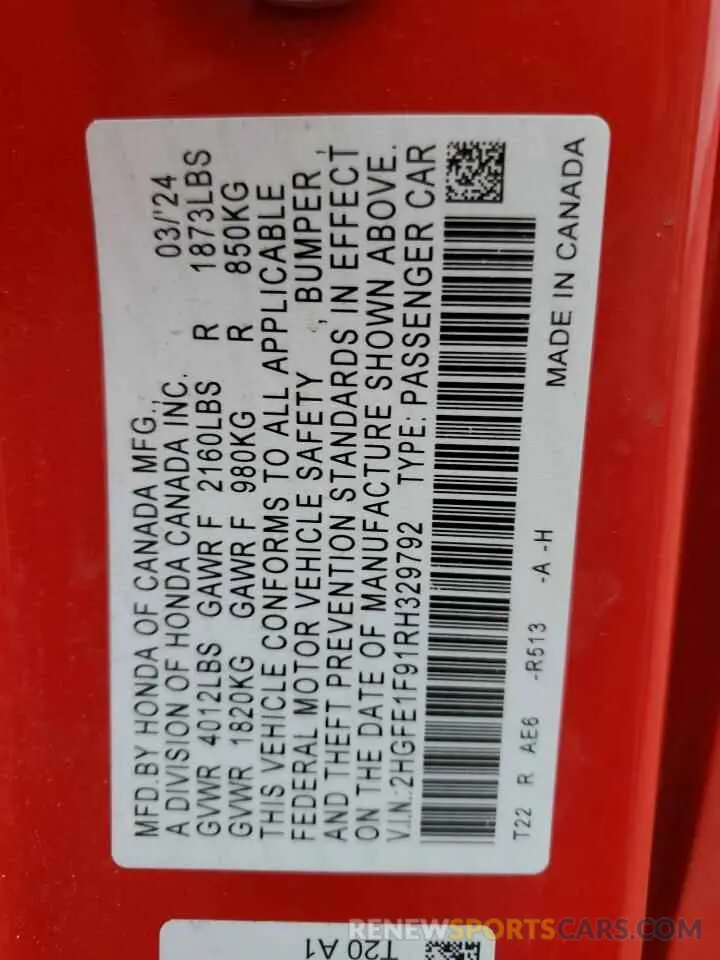 MFD.BY HONDA OF CANADA MFG., 03/'24
A DIVISION OF HONDA CANADA INC.
GVWR 4012LBS GAWR F 2160LBS R 1873LBS
GVWR 1820KG GAWR F 980KG R 850KG
THIS VEHICLE CONFORMS TO ALL APPLICABLE
FEDERAL MOTOR VEHICLE SAFETY , BUMPER ,
AND THEFT PREVENTION STANDARDS IN EFFECT
ON THE DATE OF MANUFACTURE SHOWN ABOVE.
V.I.N.:2HGFE1F91RH329792 TYPE: PASSENGER CAR
T22 R AE6 -R513 -A -H
MADE IN CANADA
T20 A1
RENEWSPORTSCARS.COM